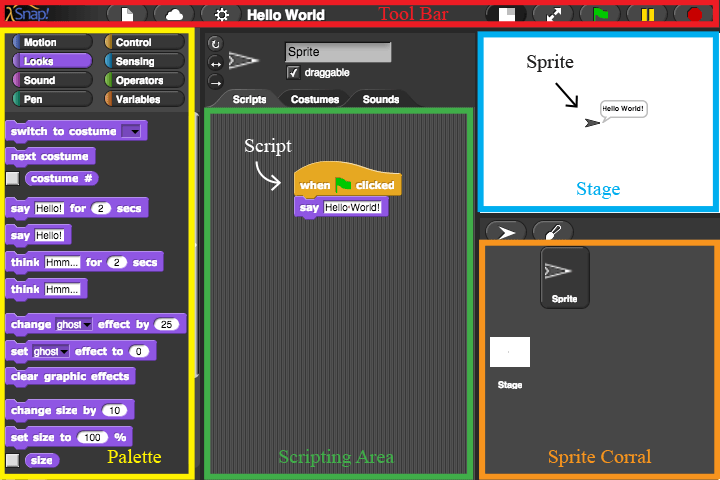 λSnap! Hello World Tool Bar
Motion Control
Looks Sensing
Sound Operators
Pen Variables
switch to costume
next costume
costume #
say Hello! for 2 secs
say Hello!
think Hmm... for 2 secs
think Hmm...
change ghost effect by 25
set ghost effect to 0
clear graphic effects
change size by 10
set size to 100 %
size
Palette
Sprite
draggable
Scripts Costumes Sounds
Script
when clicked
say Hello·World!
Scripting Area
Sprite
Hello World!
Stage
Sprite
Stage
Sprite Corral